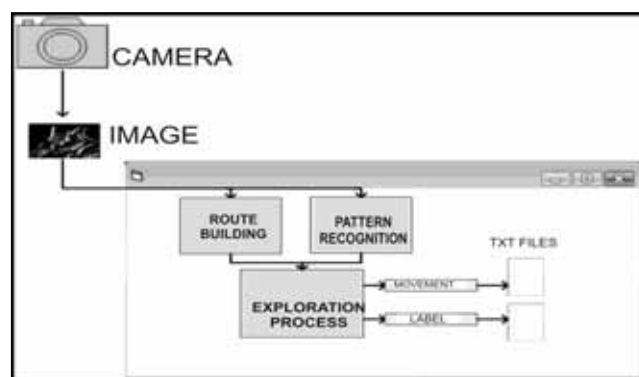 CAMERA
IMAGE
ROUTE
BUILDING
PATTERN
RECOGNITION
TXT FILES
EXPLORATION
PROCESS
MOVEMENT
LABEL